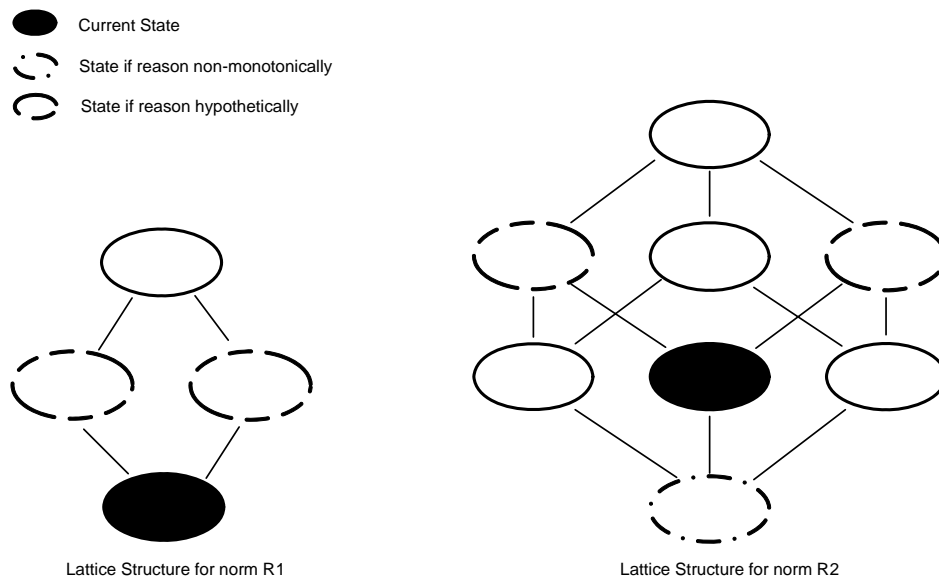 Current State
State if reason non-monotonically
State if reason hypothetically
Lattice Structure for norm R1
Lattice Structure for norm R2